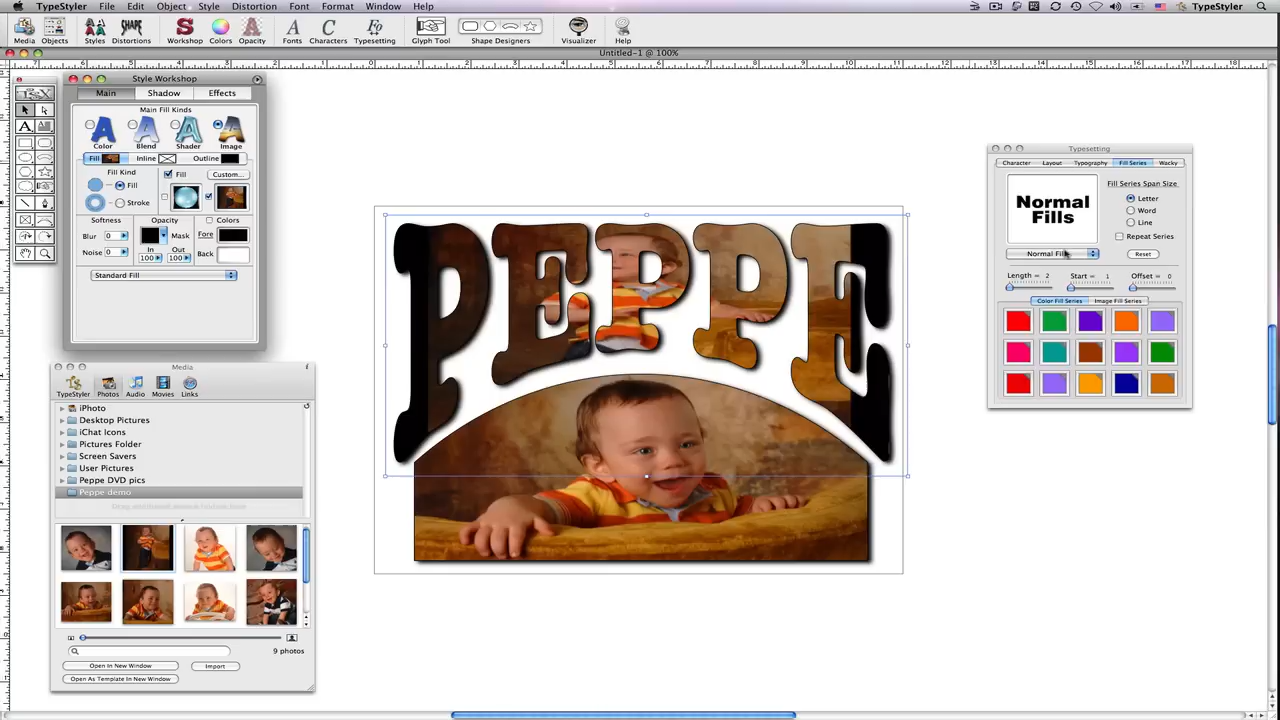 TypeStyler File Edit Object Style Distortion Font Format Window Help TypeStyler
Media Objects Styles Distortions Workshop Colors Opacity Fonts Characters Typesetting Glyph Tool Shape Designers Visualizer Help
Untitled-1 @ 100%
Style Workshop
Main Shadow Effects
Main Fill Kinds
Color Blend Shader Image
Fill Inline Outline
Fill Kind
Fill
Stroke
Fill Custom...
Softness Opacity Colors
Blur 0 Mask Fore
Noise 0 In Out Back
100 100
Standard Fill
Media
TypeStyler Photos Audio Movies Links
iPhoto
Desktop Pictures
iChat Icons
Pictures Folder
Screen Savers
User Pictures
Peppe DVD pics
Peppe demo
9 photos
Open In New Window Import
Open As Template In New Window
PEPPE
Typesetting
Character Layout Typography Fill Series Wacky
Normal
Fills
Fill Series Span Size
Letter
Word
Line
Repeat Series
Normal Fills Reset
Length = 2 Start = 1 Offset = 0
Color Fill Series Image Fill Series